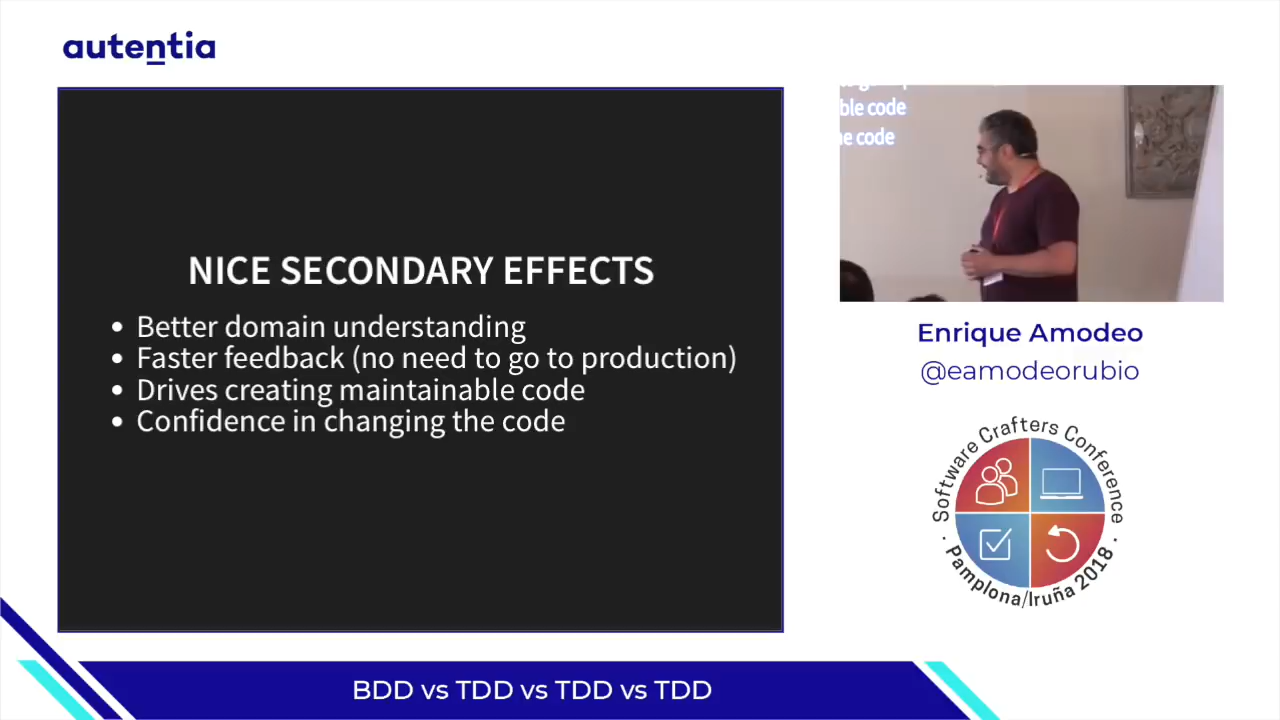 autentia
NICE SECONDARY EFFECTS
• Better domain understanding
• Faster feedback (no need to go to production)
• Drives creating maintainable code
• Confidence in changing the code
ble code
e code
Enrique Amodeo
@eamodeorubio
Software Crafters Conference
· Pamplona/Iruña 2018 ·
BDD vs TDD vs TDD vs TDD